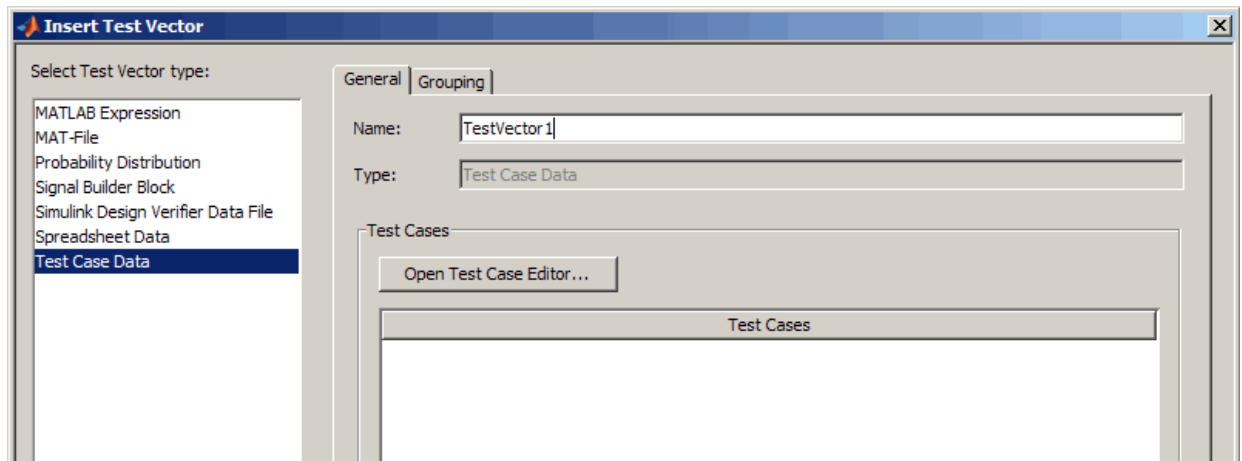 Insert Test Vector
Select Test Vector type:
MATLAB Expression
MAT-File
Probability Distribution
Signal Builder Block
Simulink Design Verifier Data File
Spreadsheet Data
Test Case Data
General
Grouping
Name:
TestVector1
Type:
Test Case Data
Test Cases
Open Test Case Editor...
Test Cases